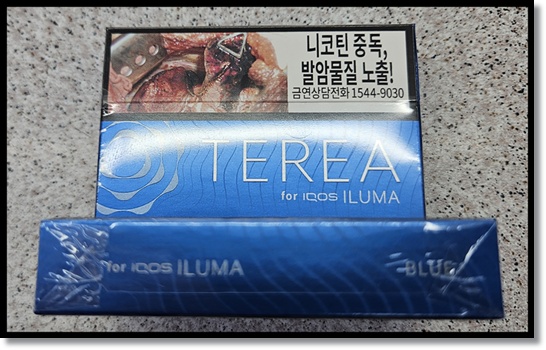 니코틴 중독,
발암물질 노출!
금연상담전화 1544-9030
TEREA
for IQOS ILUMA
for IQOS ILUMA
BLUE